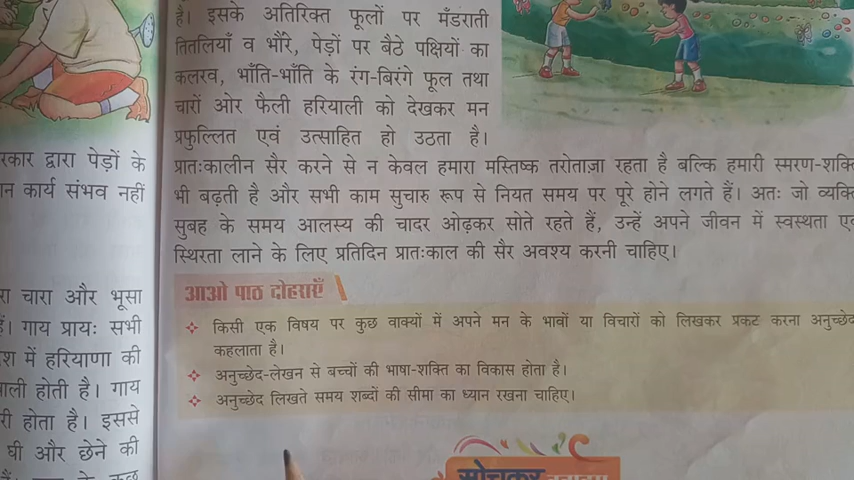 रकार द्वारा पेड़ों के
न कार्य संभव नहीं
रा चारा और भूसा
हैं। गाय प्रायः सभी
श में हरियाणा की
ाली होती है। गाय
री होता है। इससे
घी और छेने की
है। इसके अतिरिक्त फूलों पर मँडराती
तितलियाँ व भौंरे, पेड़ों पर बैठे पक्षियों का
कलरव, भाँति-भाँति के रंग-बिरंगे फूल तथा
चारों ओर फैली हरियाली को देखकर मन
प्रफुल्लित एवं उत्साहित हो उठता है।
प्रातःकालीन सैर करने से न केवल हमारा मस्तिष्क तरोताज़ा रहता है बल्कि हमारी स्मरण-शक्ति
भी बढ़ती है और सभी काम सुचारु रूप से नियत समय पर पूरे होने लगते हैं। अतः जो व्यक्ति
सुबह के समय आलस्य की चादर ओढ़कर सोते रहते हैं, उन्हें अपने जीवन में स्वस्थता एवं
स्थिरता लाने के लिए प्रतिदिन प्रातःकाल की सैर अवश्य करनी चाहिए।
आओ पाठ दोहराएँ
किसी एक विषय पर कुछ वाक्यों में अपने मन के भावों या विचारों को लिखकर प्रकट करना अनुच्छेद
कहलाता है।
अनुच्छेद-लेखन से बच्चों की भाषा-शक्ति का विकास होता है।
अनुच्छेद लिखते समय शब्दों की सीमा का ध्यान रखना चाहिए।
सोचकर